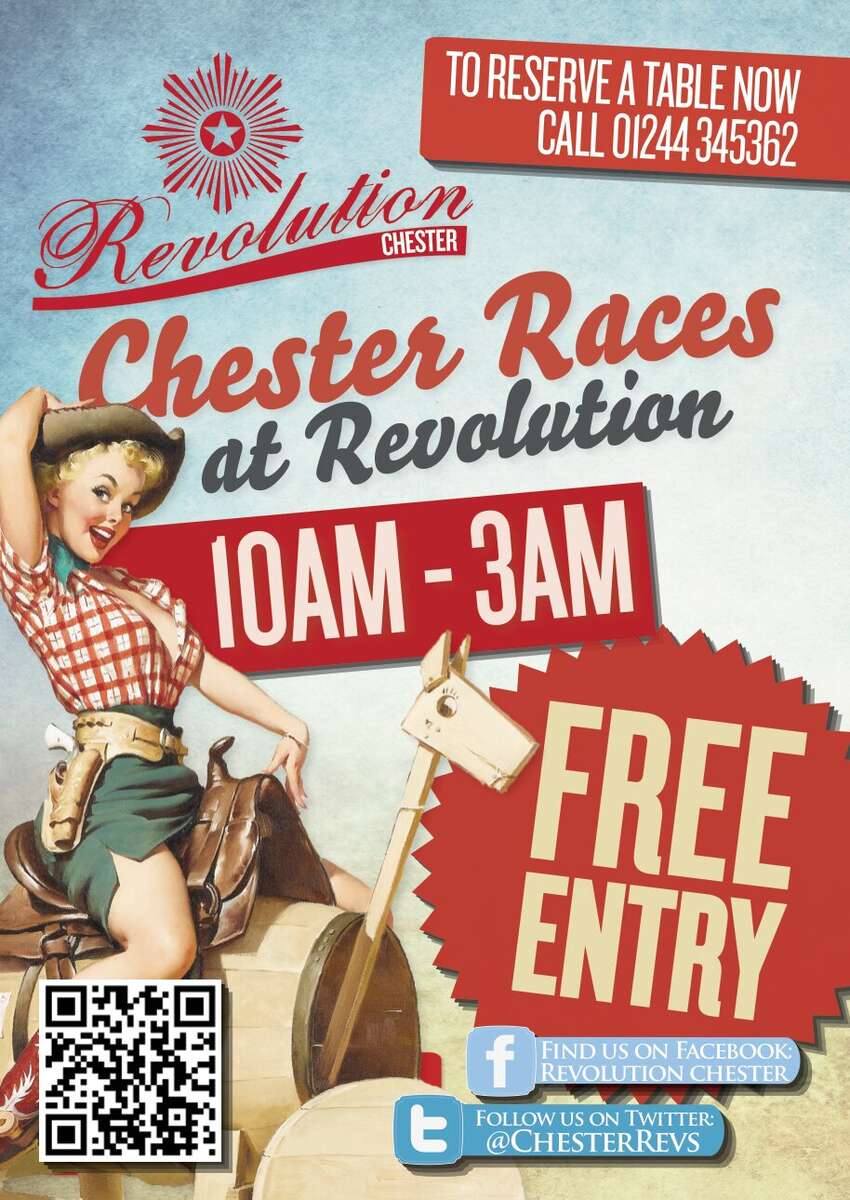 TO RESERVE A TABLE NOW
CALL 01244 345362
Revolution
CHESTER
Chester Races
at Revolution
10AM - 3AM
FREE
ENTRY
f
FIND US ON FACEBOOK:
REVOLUTION CHESTER
t
FOLLOW US ON TWITTER:
@CHESTERREVS